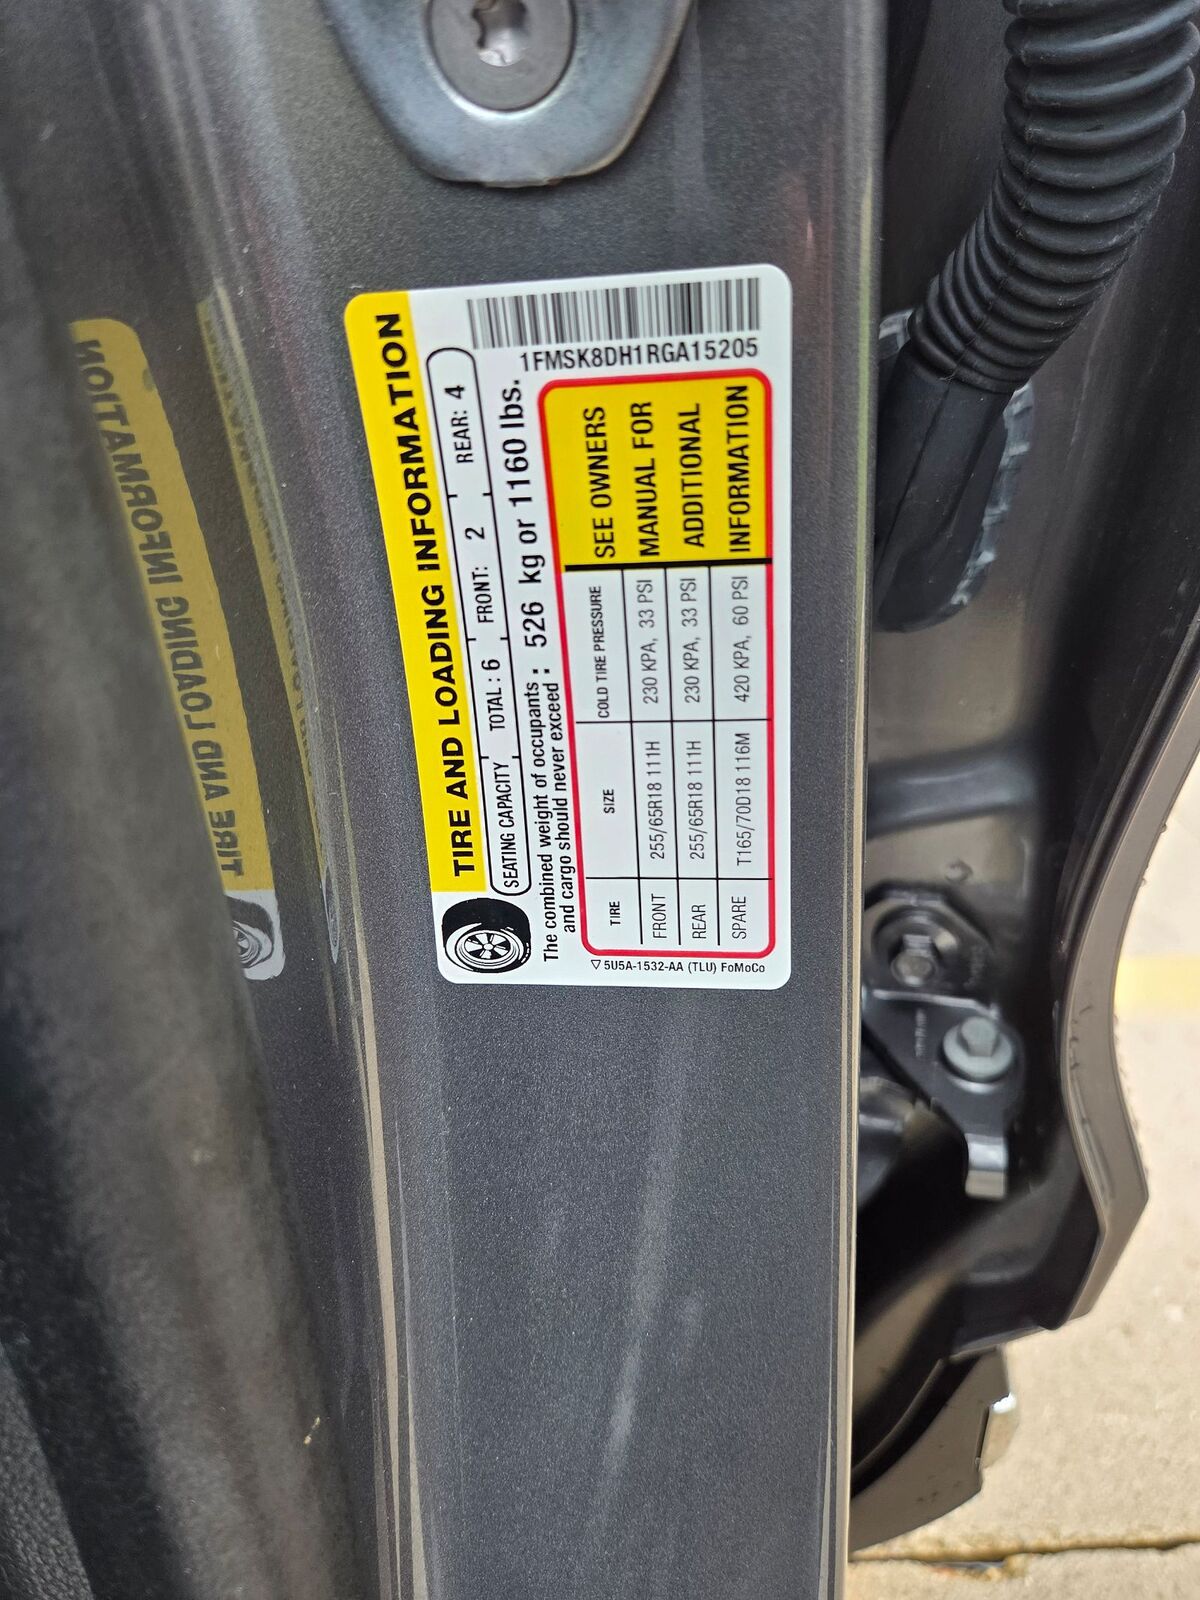 TIRE AND LOADING INFORMATION
SEATING CAPACITY TOTAL : 6 FRONT: 2 REAR: 4
The combined weight of occupants : 526 kg or 1160 lbs.
and cargo should never exceed :
1FMSK8DH1RGA15205
TIRE SIZE COLD TIRE PRESSURE
FRONT 255/65R18 111H 230 KPA, 33 PSI
REAR 255/65R18 111H 230 KPA, 33 PSI
SPARE T165/70D18 116M 420 KPA, 60 PSI
SEE OWNERS
MANUAL FOR
ADDITIONAL
INFORMATION
5U5A-1532-AA (TLU) FoMoCo
TIRE AND LOADING INFORMATION